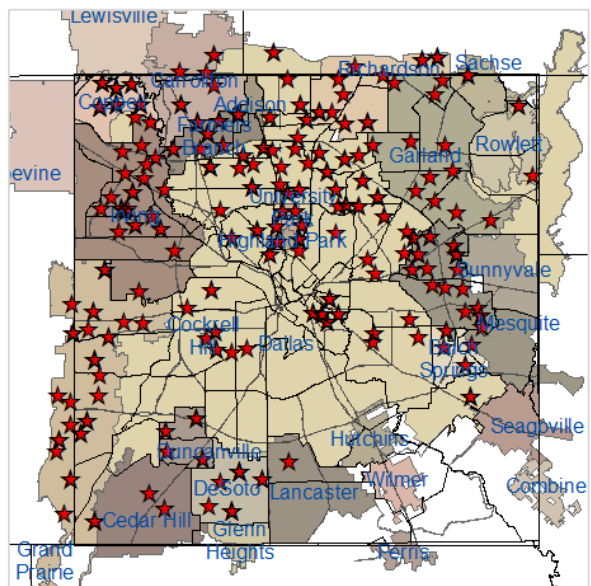 Lewisville
Carrollton
Richardson
Sachse
Coppell
Addison
Farmers
Branch
Garland
Rowlett
evine
Irving
University
Park
Highland Park
Sunnyvale
Cockrell
Hill
Dallas
Mesquite
Balch
Springs
Seagoville
Hutchins
Duncanville
DeSoto
Lancaster
Wilmer
Combine
Cedar Hill
Glenn
Heights
Grand
Prairie
Ferris